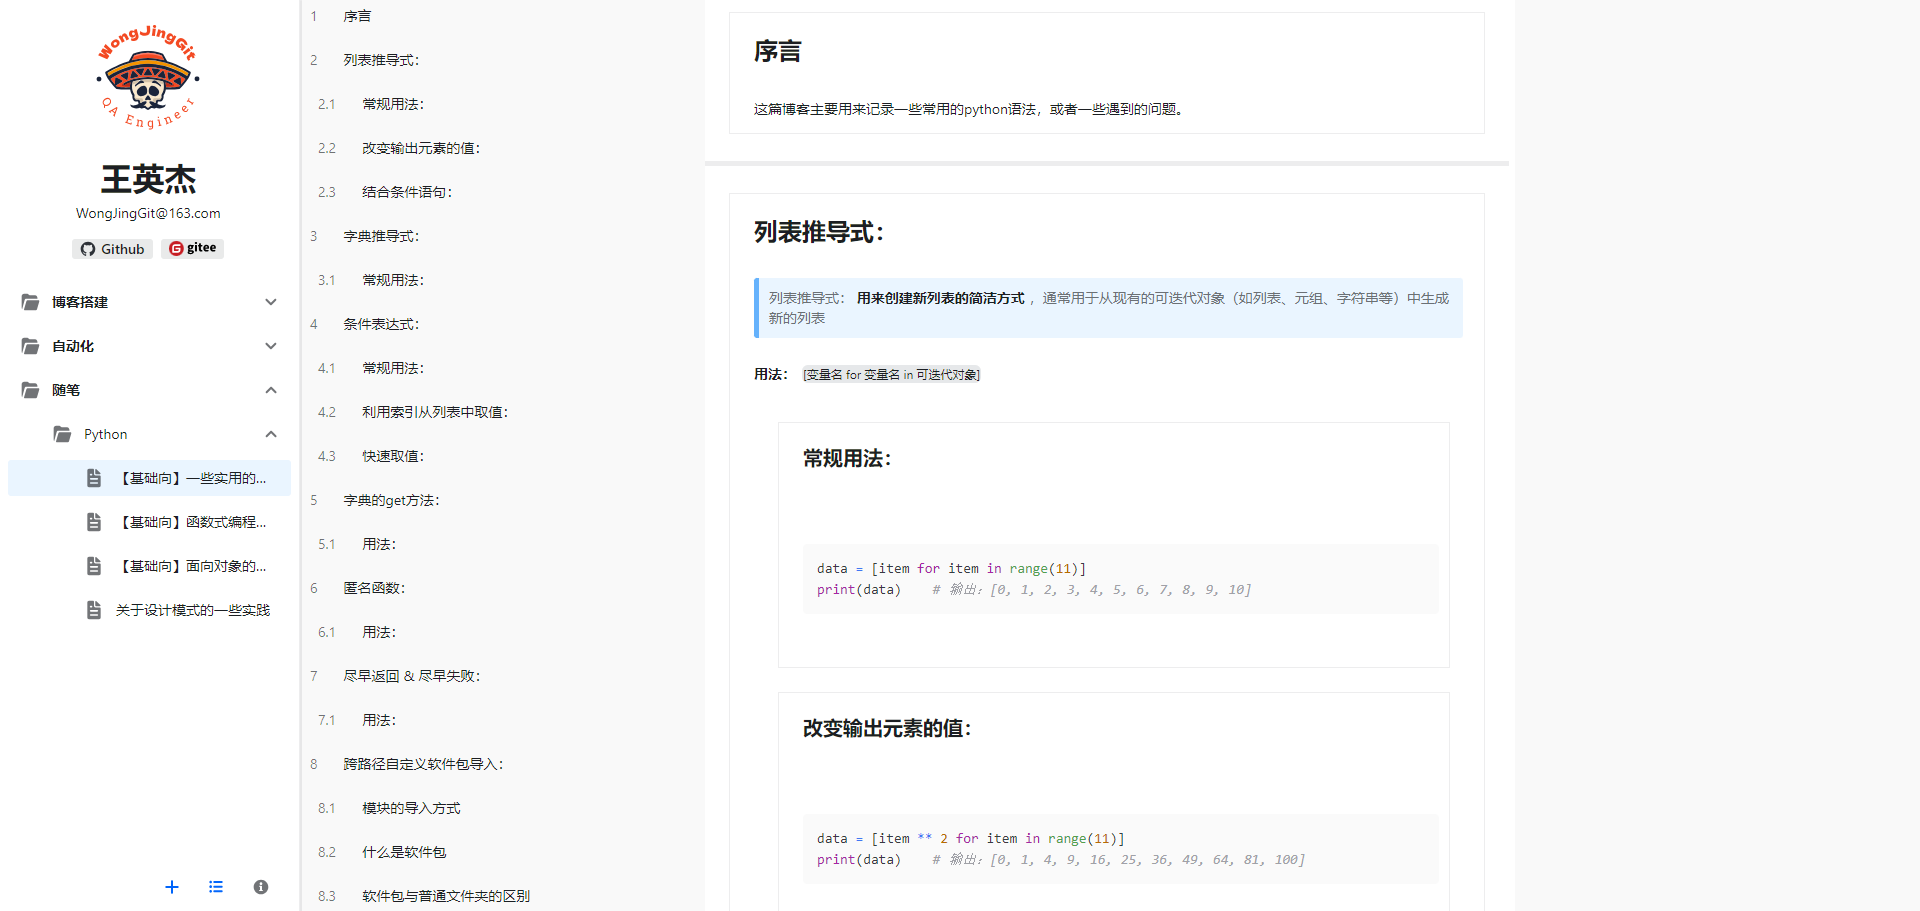 WongJingGit
QA Engineer
王英杰
WongJingGit@163.com
Github
gitee
博客搭建
自动化
随笔
Python
【基础向】一些实用的...
【基础向】函数式编程...
【基础向】面向对象的...
关于设计模式的一些实践
1 序言
2 列表推导式：
2.1 常规用法：
2.2 改变输出元素的值：
2.3 结合条件语句：
3 字典推导式：
3.1 常规用法：
4 条件表达式：
4.1 常规用法：
4.2 利用索引从列表中取值：
4.3 快速取值：
5 字典的get方法：
5.1 用法：
6 匿名函数：
6.1 用法：
7 尽早返回 & 尽早失败：
7.1 用法：
8 跨路径自定义软件包导入：
8.1 模块的导入方式
8.2 什么是软件包
8.3 软件包与普通文件夹的区别
序言
这篇博客主要用来记录一些常用的python语法，或者一些遇到的问题。
列表推导式：
列表推导式： 用来创建新列表的简洁方式 ，通常用于从现有的可迭代对象（如列表、元组、字符串等）中生成
新的列表
用法： [变量名 for 变量名 in 可迭代对象]
常规用法：
data = [item for item in range(11)]
print(data)    # 输出：[0, 1, 2, 3, 4, 5, 6, 7, 8, 9, 10]
改变输出元素的值：
data = [item ** 2 for item in range(11)]
print(data)    # 输出：[0, 1, 4, 9, 16, 25, 36, 49, 64, 81, 100]